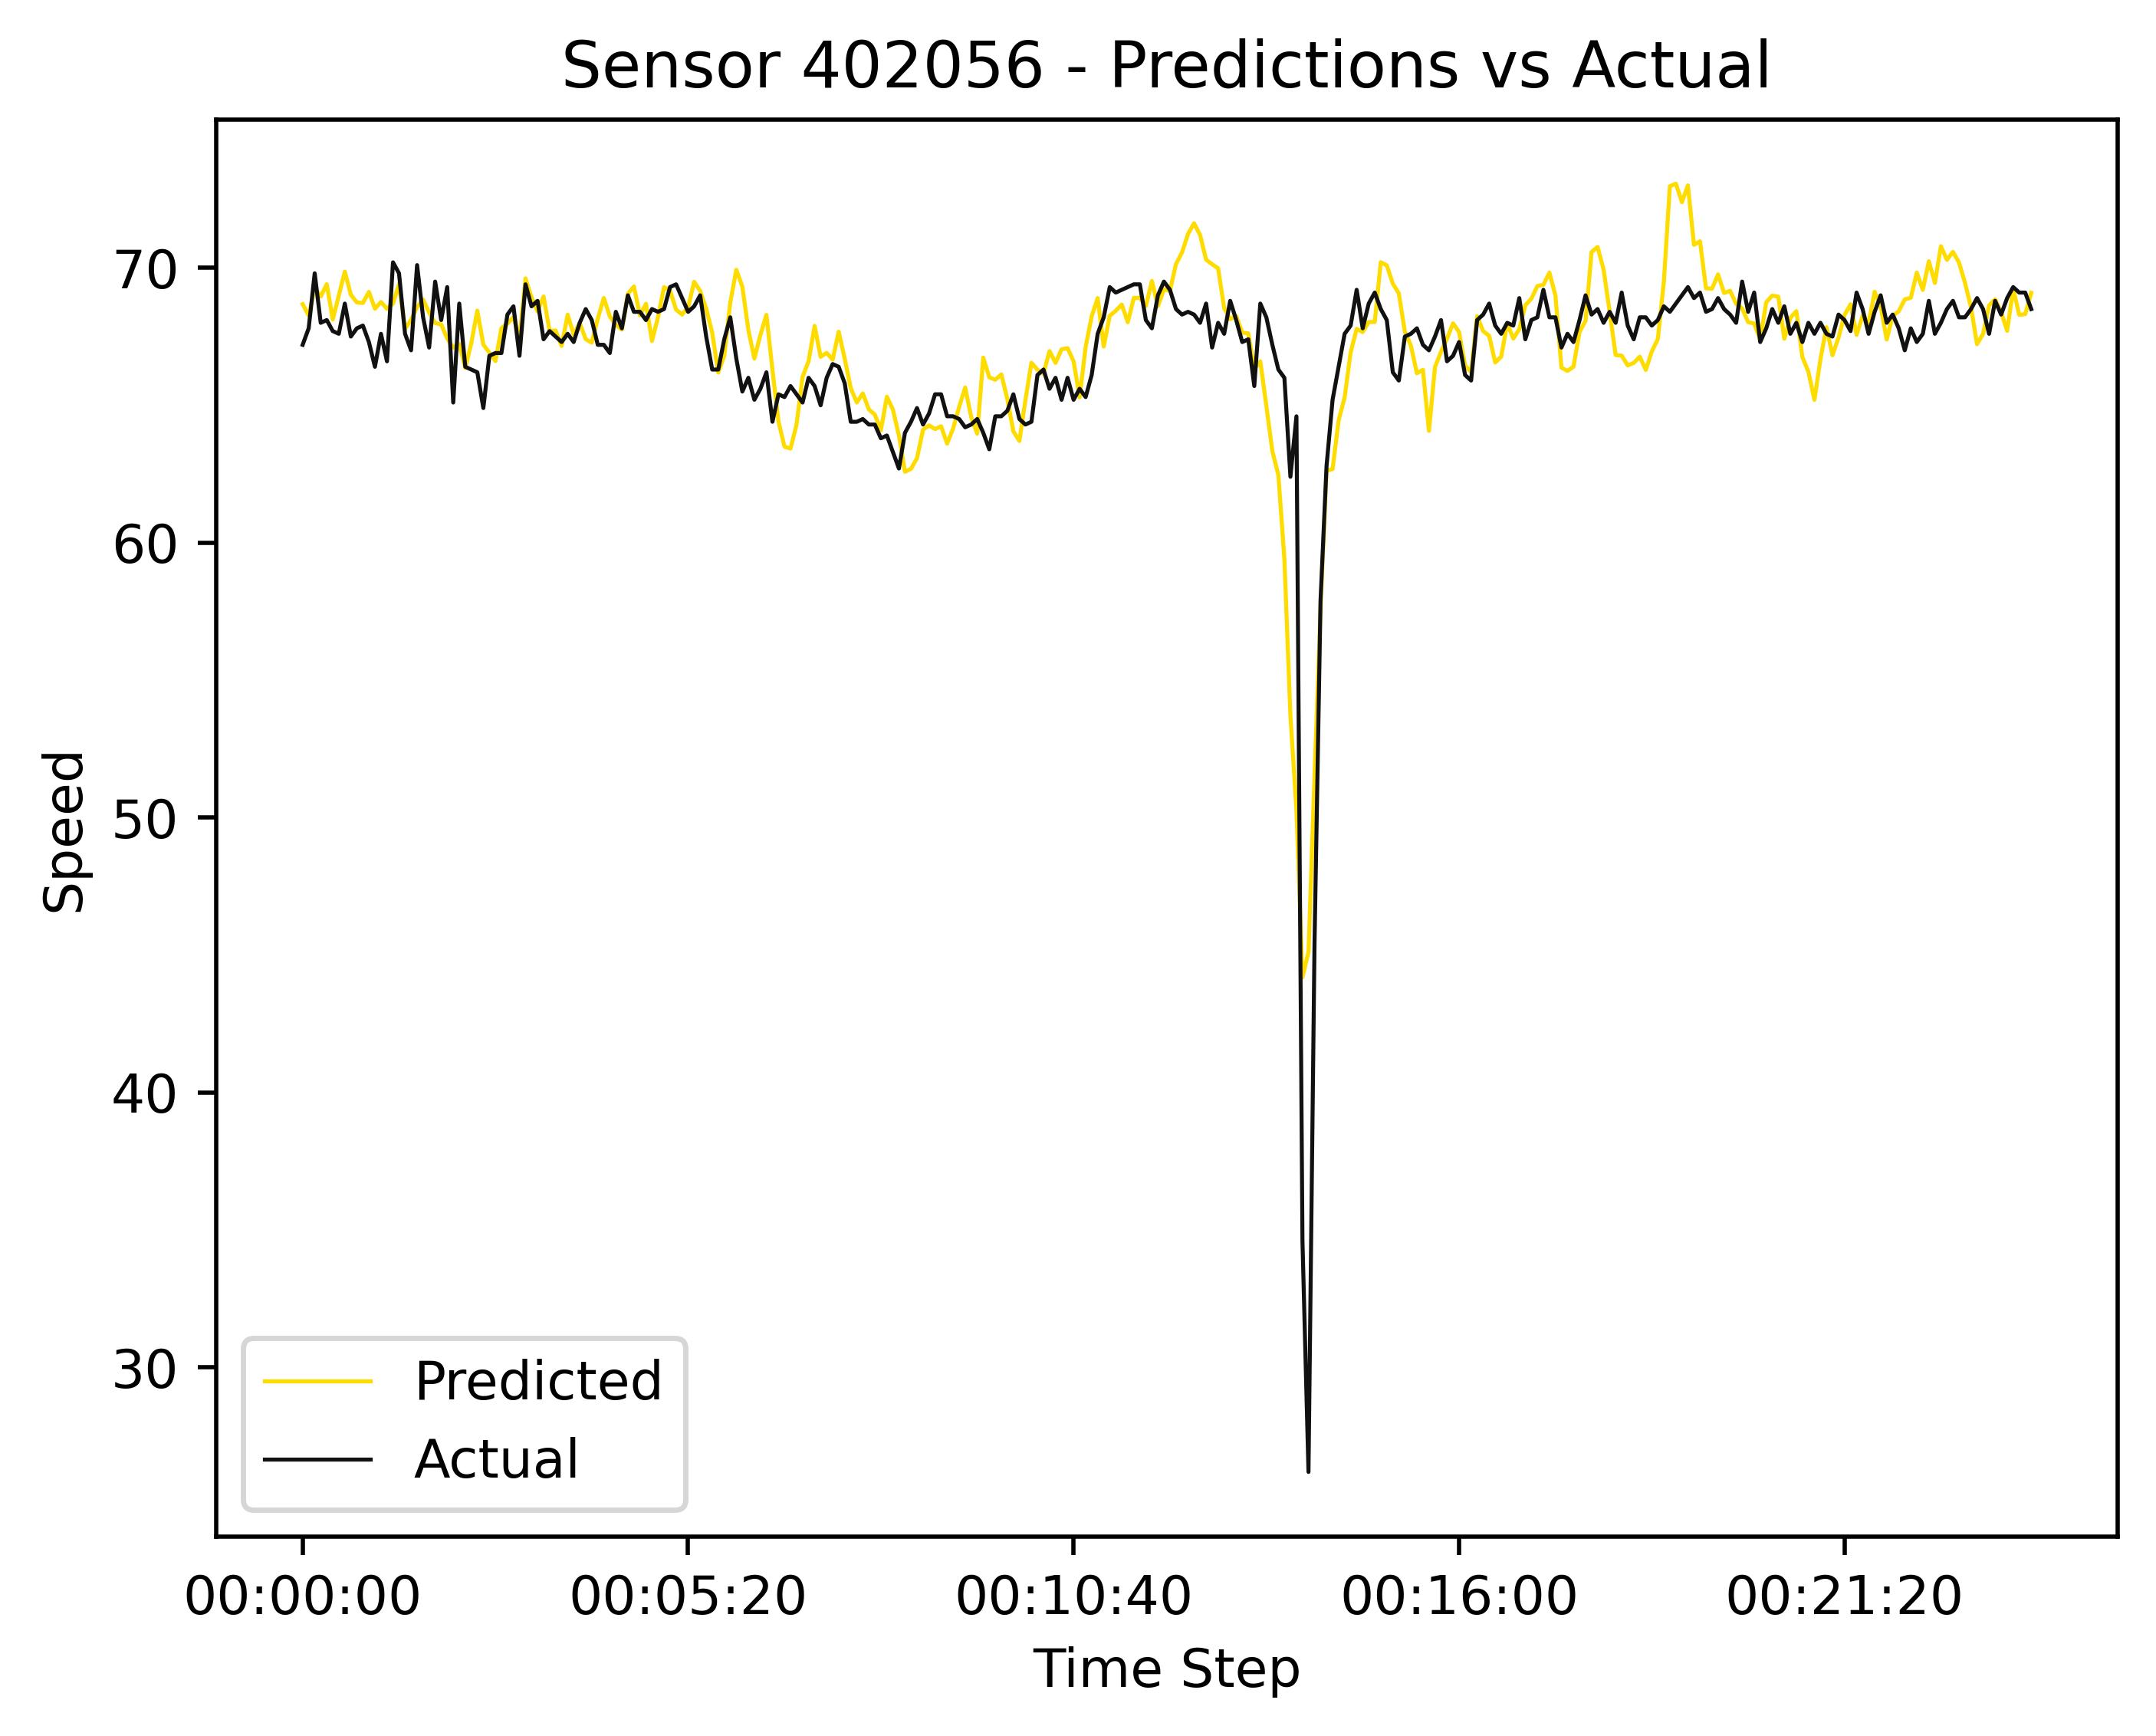 Sensor 402056 - Predictions vs Actual
70
60
50
40
30
Speed
Predicted
Actual
00:00:00 00:05:20 00:10:40 00:16:00 00:21:20
Time Step